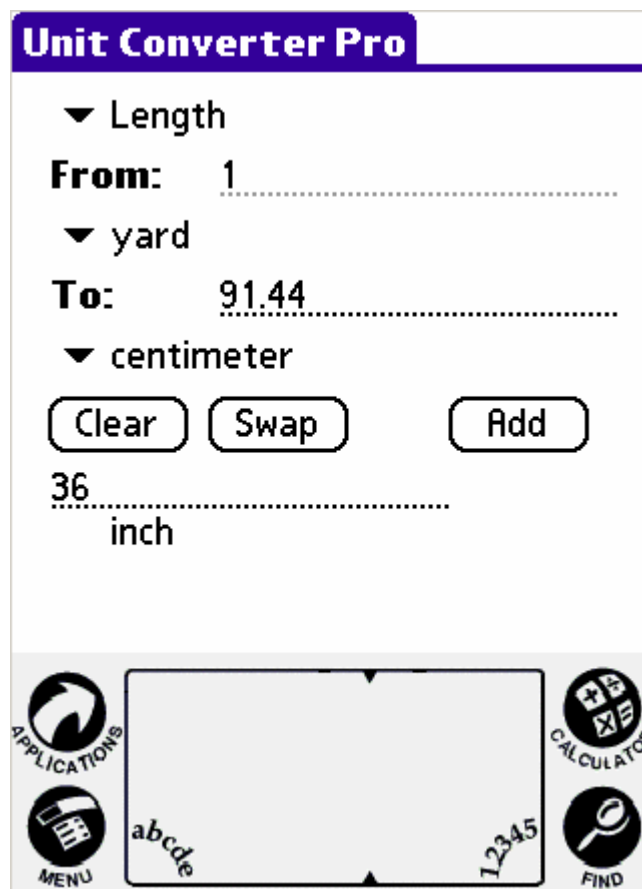 Unit Converter Pro
Length
From: 1
yard
To: 91.44
centimeter
Clear Swap Add
36
inch
APPLICATIONS
CALCULATOR
MENU
abcde
12345
FIND